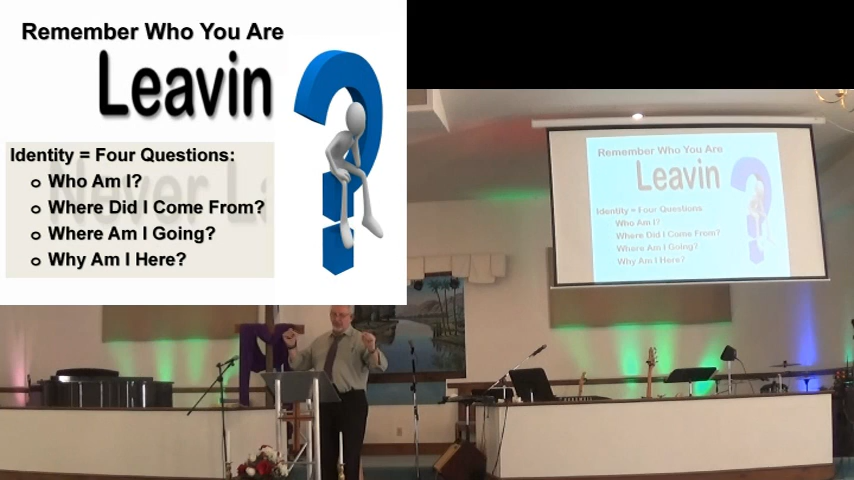 Remember Who You Are
Leavin
Identity = Four Questions:
o Who Am I?
o Where Did I Come From?
o Where Am I Going?
o Why Am I Here?
Remember Who You Are
Leavin
Identity = Four Questions
Who Am I?
Where Did I Come From?
Where Am I Going?
Why Am I Here?